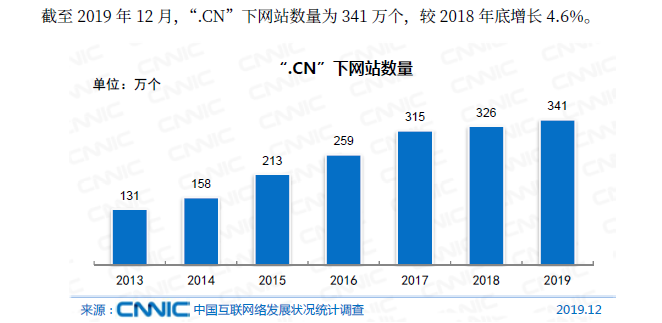 截至 2019 年 12 月，“.CN”下网站数量为 341 万个，较 2018 年底增长 4.6%。
“.CN”下网站数量
单位：万个
131 158 213 259 315 326 341
2013 2014 2015 2016 2017 2018 2019
来源：CNNIC 中国互联网络发展状况统计调查 2019.12